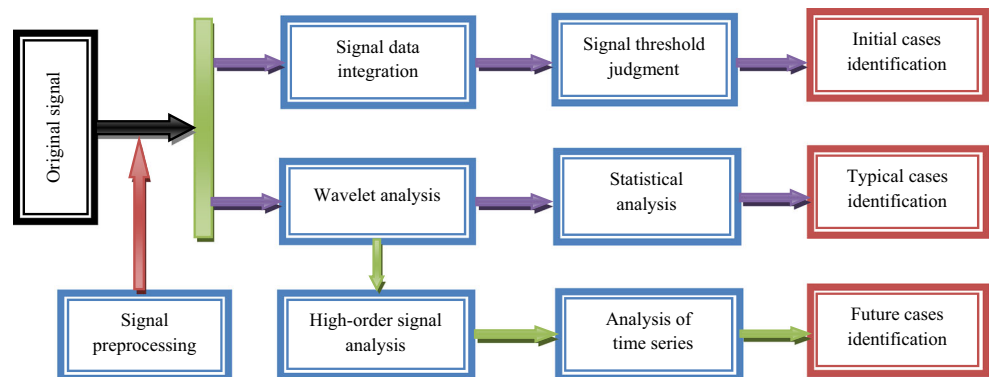 Original signal
Signal data
integration
Signal threshold
judgment
Initial cases
identification
Wavelet analysis
Statistical
analysis
Typical cases
identification
Signal
preprocessing
High-order signal
analysis
Analysis of
time series
Future cases
identification